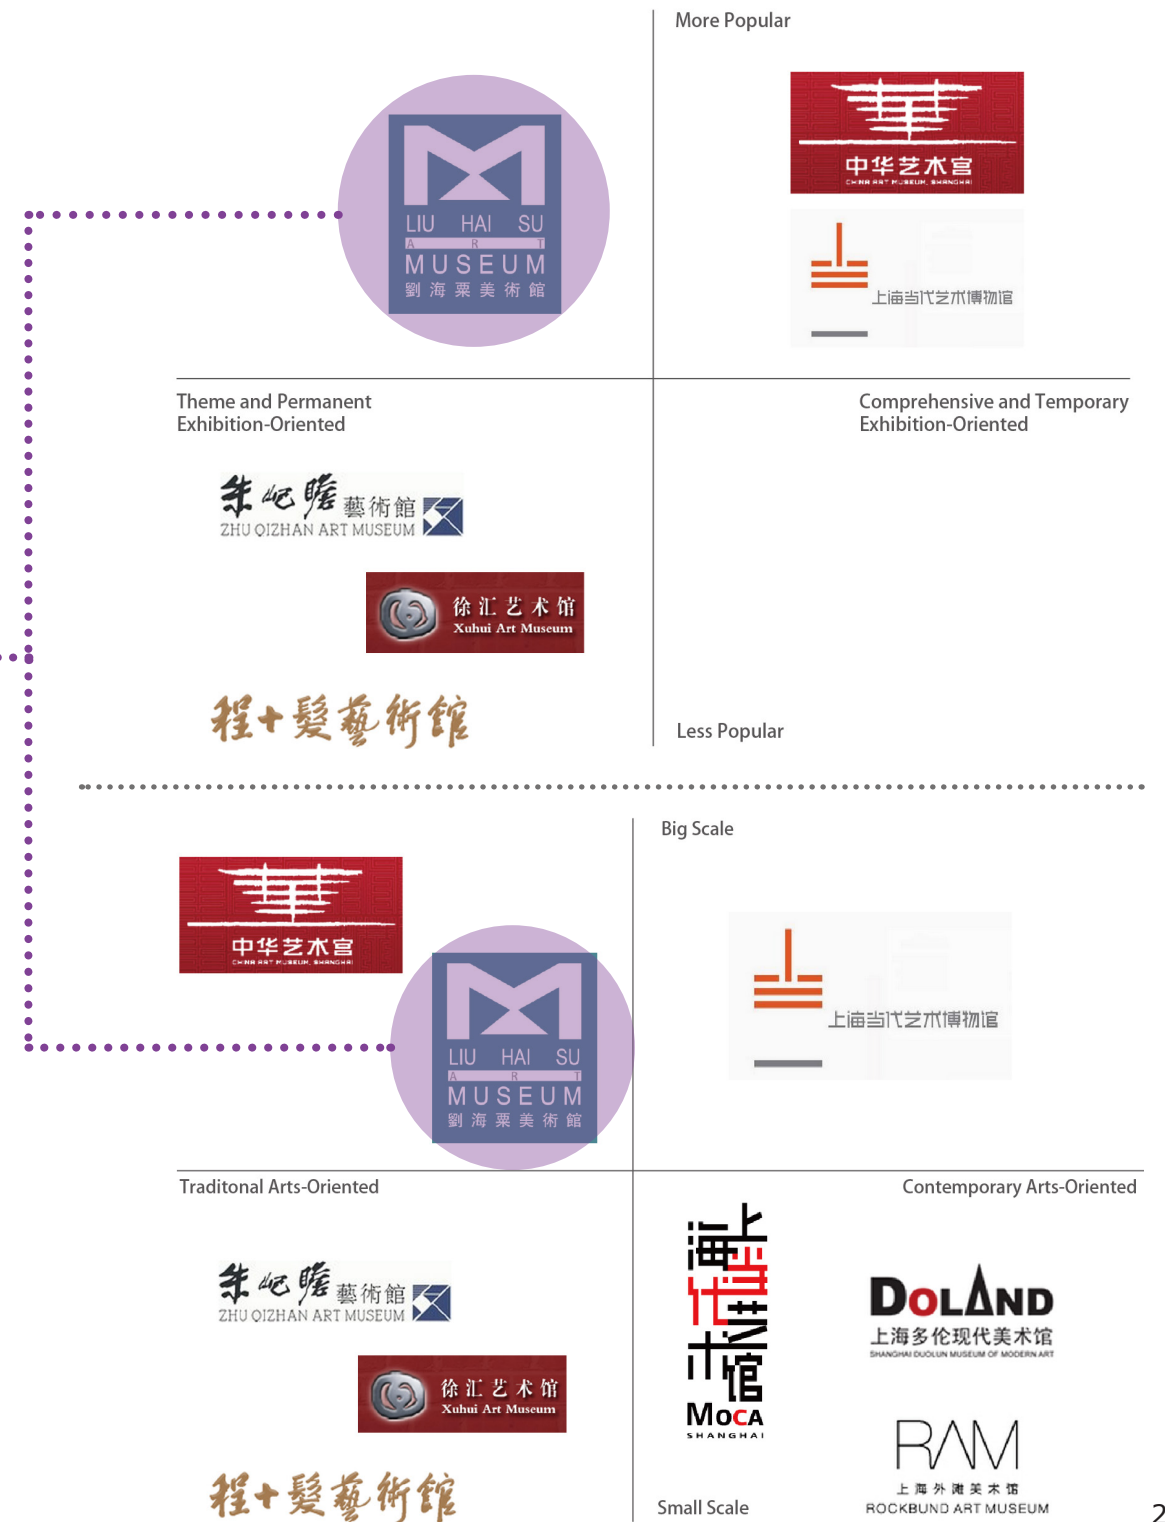 More Popular
中华艺术宫
CHINA ART MUSEUM, SHANGHAI
LIU HAI SU
ART
MUSEUM
劉海粟美術館
上海当代艺术博物馆
Theme and Permanent
Exhibition-Oriented
Comprehensive and Temporary
Exhibition-Oriented
朱屺瞻藝術館
ZHU QIZHAN ART MUSEUM
徐汇艺术馆
Xuhui Art Museum
程十髮藝術館
Less Popular
Big Scale
中华艺术宫
CHINA ART MUSEUM, SHANGHAI
LIU HAI SU
ART
MUSEUM
劉海粟美術館
上海当代艺术博物馆
Traditonal Arts-Oriented
Contemporary Arts-Oriented
朱屺瞻藝術館
ZHU QIZHAN ART MUSEUM
徐汇艺术馆
Xuhui Art Museum
程十髮藝術館
上海当代艺术馆
MOCA
SHANGHAI
DOLAND
上海多伦现代美术馆
SHANGHAI DUOLUN MUSEUM OF MODERN ART
RAM
上海外滩美术馆
ROCKBUND ART MUSEUM
Small Scale
2